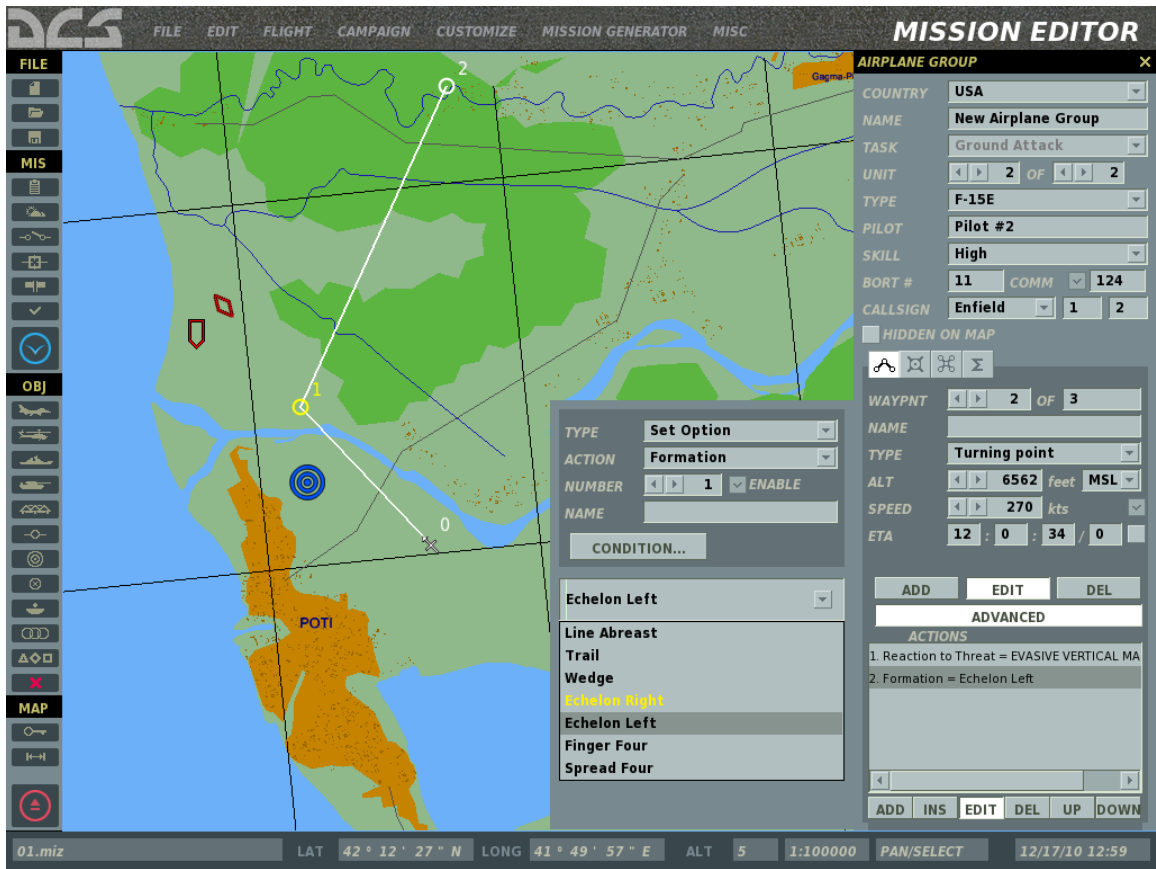 DCS FILE EDIT FLIGHT CAMPAIGN CUSTOMIZE MISSION GENERATOR MISC MISSION EDITOR
FILE
MIS
OBJ
MAP
2
Gagma-P
1
0
POTI
TYPE Set Option
ACTION Formation
NUMBER 1 ENABLE
NAME
CONDITION...
Echelon Left
Line Abreast
Trail
Wedge
Echelon Right
Echelon Left
Finger Four
Spread Four
AIRPLANE GROUP
COUNTRY USA
NAME New Airplane Group
TASK Ground Attack
UNIT 2 OF 2
TYPE F-15E
PILOT Pilot #2
SKILL High
BORT # 11 COMM 124
CALLSIGN Enfield 1 2
HIDDEN ON MAP
Σ
WAYPNT 2 OF 3
NAME
TYPE Turning point
ALT 6562 feet MSL
SPEED 270 kts
ETA 12 : 0 : 34 / 0
ADD EDIT DEL
ADVANCED
ACTIONS
1. Reaction to Threat = EVASIVE VERTICAL MA
2. Formation = Echelon Left
ADD INS EDIT DEL UP DOWN
01.miz LAT 42 ° 12 ' 27 " N LONG 41 ° 49 ' 57 " E ALT 5 1:100000 PAN/SELECT 12/17/10 12:59